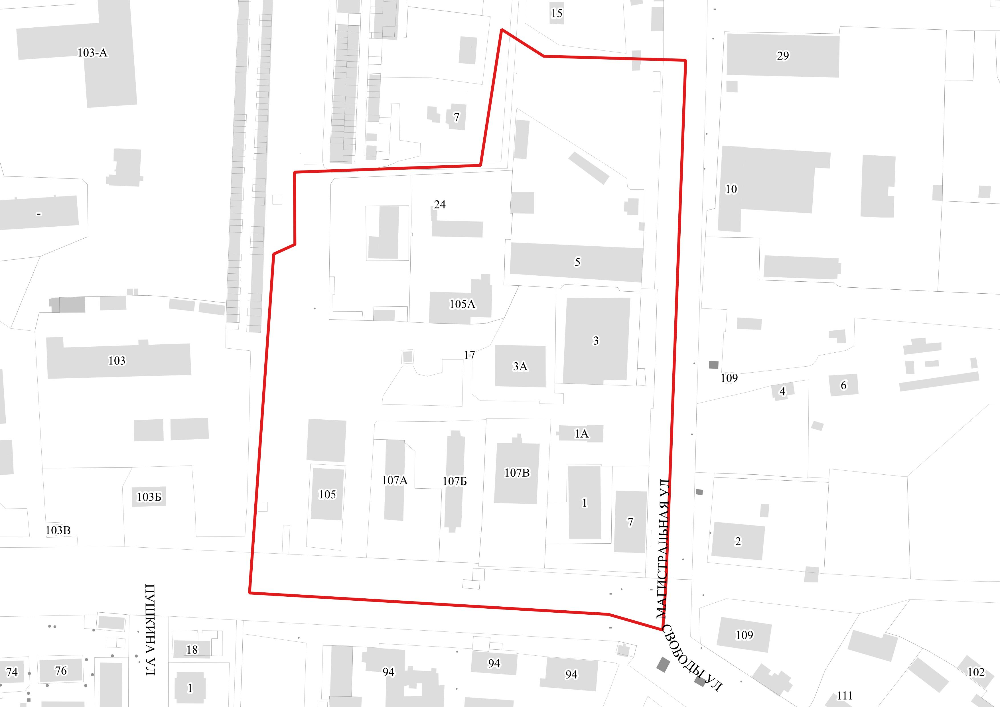 15
103-А
29
7
10
24
-
5
105А
3
17
103
3А
109
6
4
1А
107В
107А
107Б
105
103Б
1
7
103В
2
МАГИСТРАЛЬНАЯ УЛ
ПУШКИНА УЛ
СВОБОДЫ УЛ
109
18
94
94
94
74
76
102
1
111